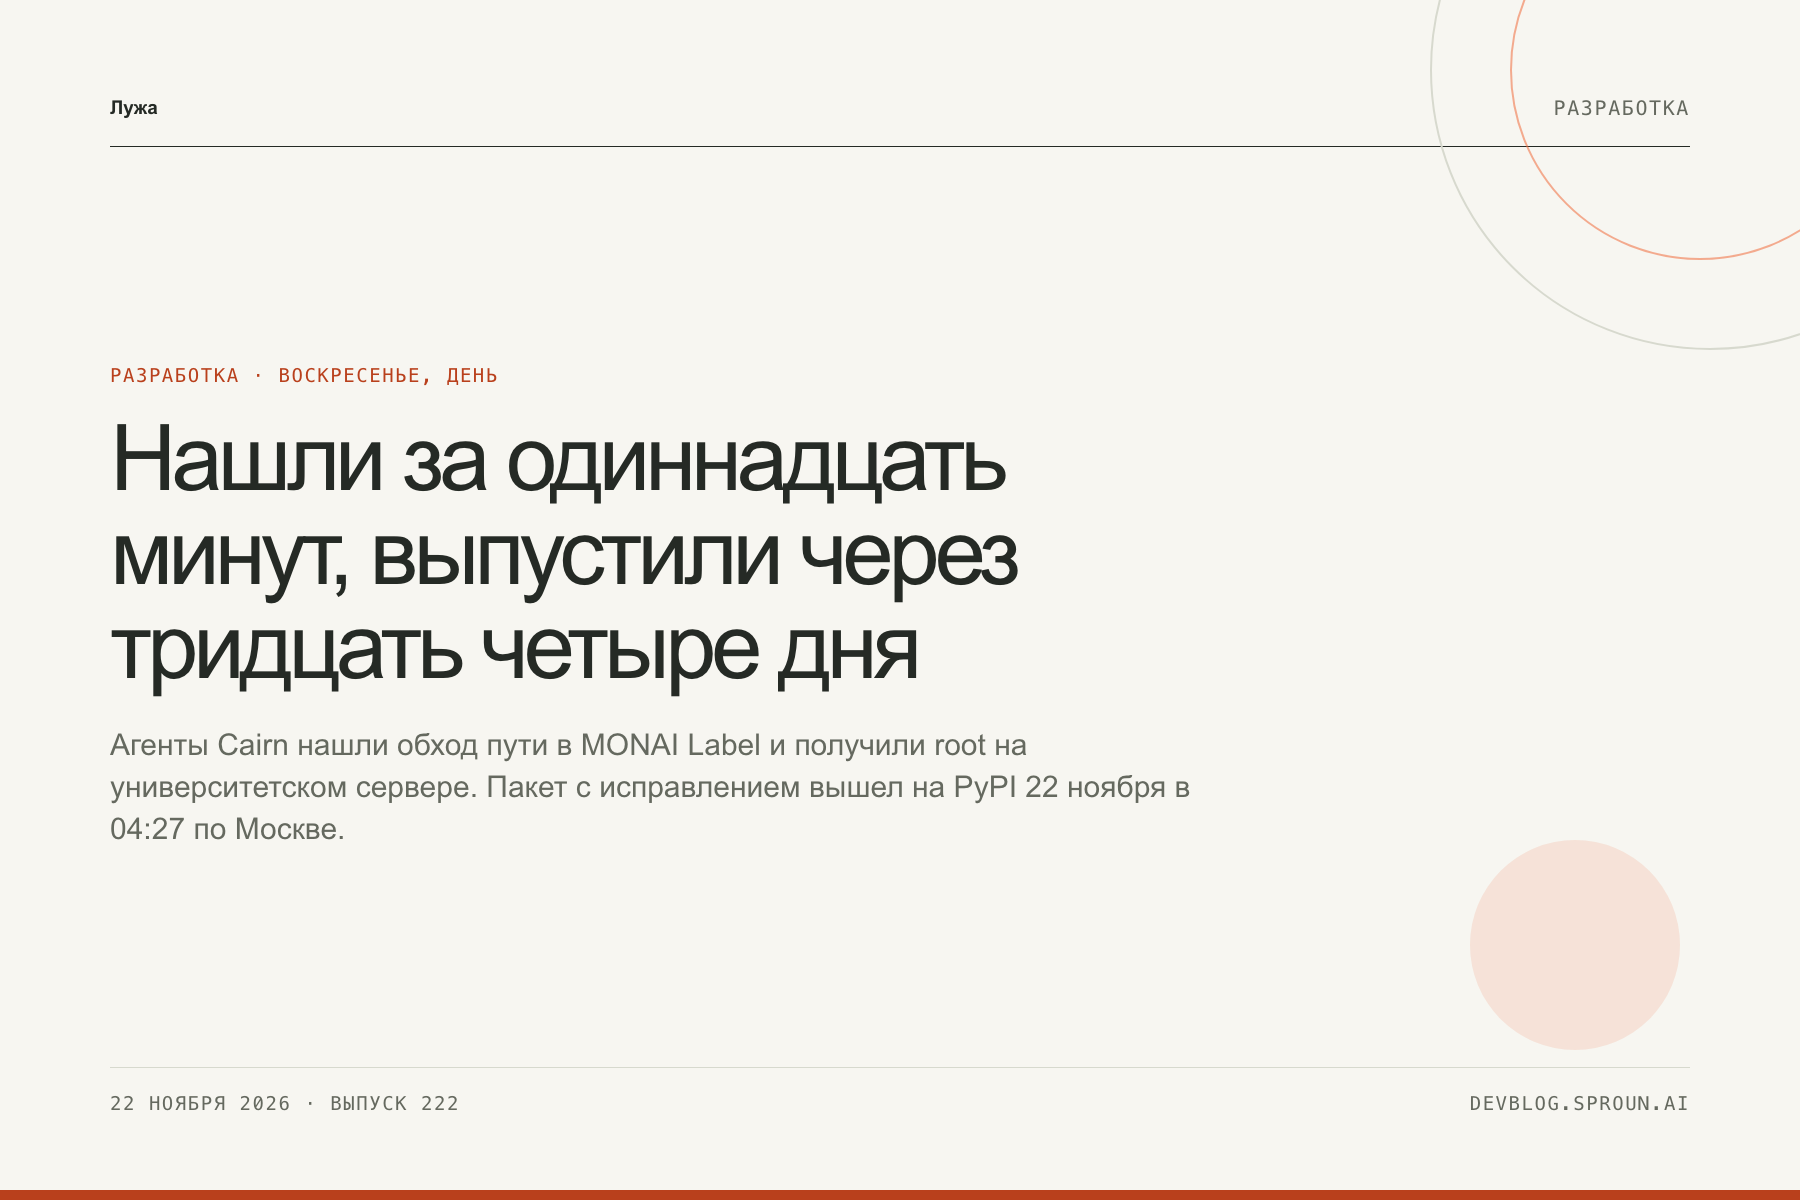 Лужа
РАЗРАБОТКА
РАЗРАБОТКА · ВОСКРЕСЕНЬЕ, ДЕНЬ
Нашли за одиннадцать
минут, выпустили через
тридцать четыре дня
Агенты Cairn нашли обход пути в MONAI Label и получили root на
университетском сервере. Пакет с исправлением вышел на PyPI 22 ноября в
04:27 по Москве.
22 НОЯБРЯ 2026 · ВЫПУСК 222
DEVBLOG.SPROUN.AI